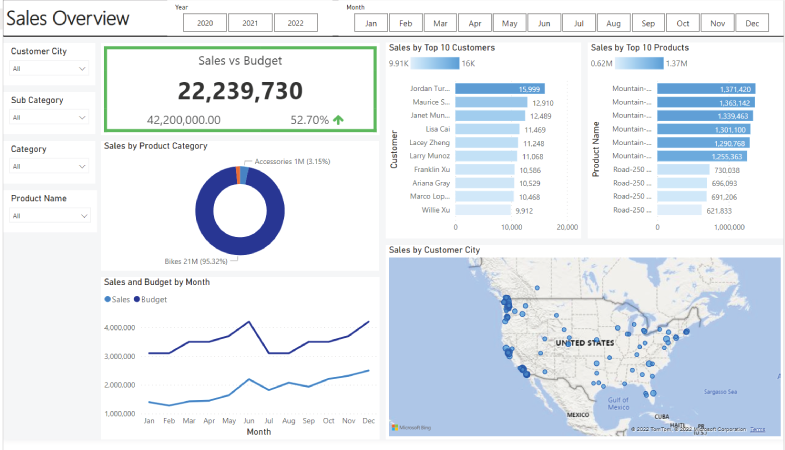 Sales Overview
Year
2020 2021 2022
Month
Jan Feb Mar Apr May Jun Jul Aug Sep Oct Nov Dec
Customer City
All
Sub Category
All
Category
All
Product Name
All
Sales vs Budget
22,239,730
42,200,000.00 52.70%
Sales by Product Category
Accessories 1M (3.15%)
Bikes 21M (95.32%)
Sales and Budget by Month
Sales Budget
4,000,000
3,000,000
2,000,000
1,000,000
Jan Feb Mar Apr May Jun Jul Aug Sep Oct Nov Dec
Month
Sales by Top 10 Customers
9.91K 16K
Customer
Jordan Tur... 15,999
Maurice S... 12,910
Janet Mun... 12,489
Lisa Cai 11,469
Lacey Zheng 11,248
Larry Munoz 11,068
Franklin Xu 10,586
Ariana Gray 10,529
Marco Lop... 10,468
Willie Xu 9,912
0 10,000 20,000
Sales by Top 10 Products
0.62M 1.37M
Product Name
Mountain-... 1,371,420
Mountain-... 1,363,142
Mountain-... 1,339,463
Mountain-... 1,301,100
Mountain-... 1,290,768
Mountain-... 1,255,363
Road-250 ... 730,038
Road-250 ... 696,093
Road-250 ... 691,206
Road-250 ... 621,833
0 1,000,000
Sales by Customer City
UNITED STATES
Sargasso Sea
Gulf of
Mexico
MEXICO
CUBA
HAITI
PR
(U.S.)
Microsoft Bing
© 2022 TomTom, © 2022 Microsoft Corporation Terms